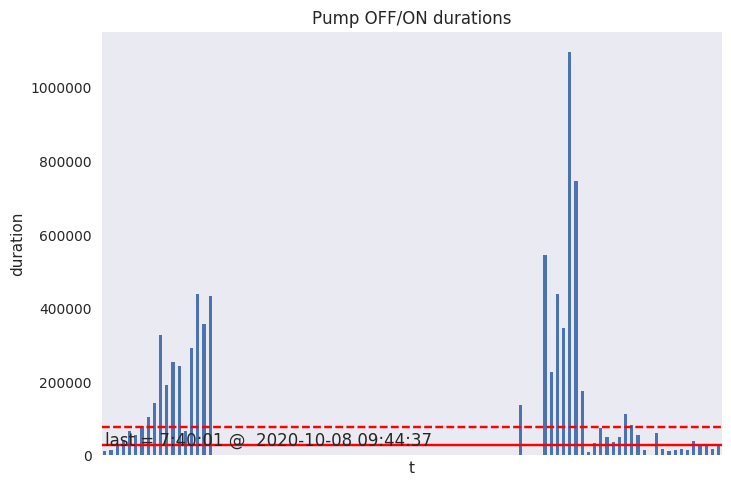 Pump OFF/ON durations
1000000
800000
600000
400000
200000
0
duration
last = 7:40:01 @  2020-10-08 09:44:37
t